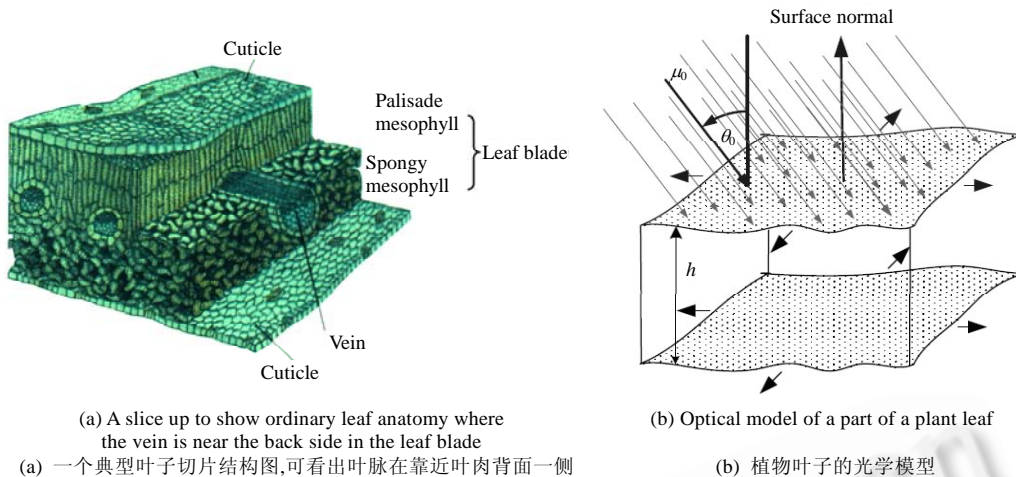 Cuticle
Palisade
mesophyll
Spongy
mesophyll
Leaf blade
Vein
Cuticle
(a) A slice up to show ordinary leaf anatomy where
the vein is near the back side in the leaf blade
(a) 一个典型叶子切片结构图,可看出叶脉在靠近叶肉背面一侧
Surface normal
μ0
θ0
h
(b) Optical model of a part of a plant leaf
(b) 植物叶子的光学模型